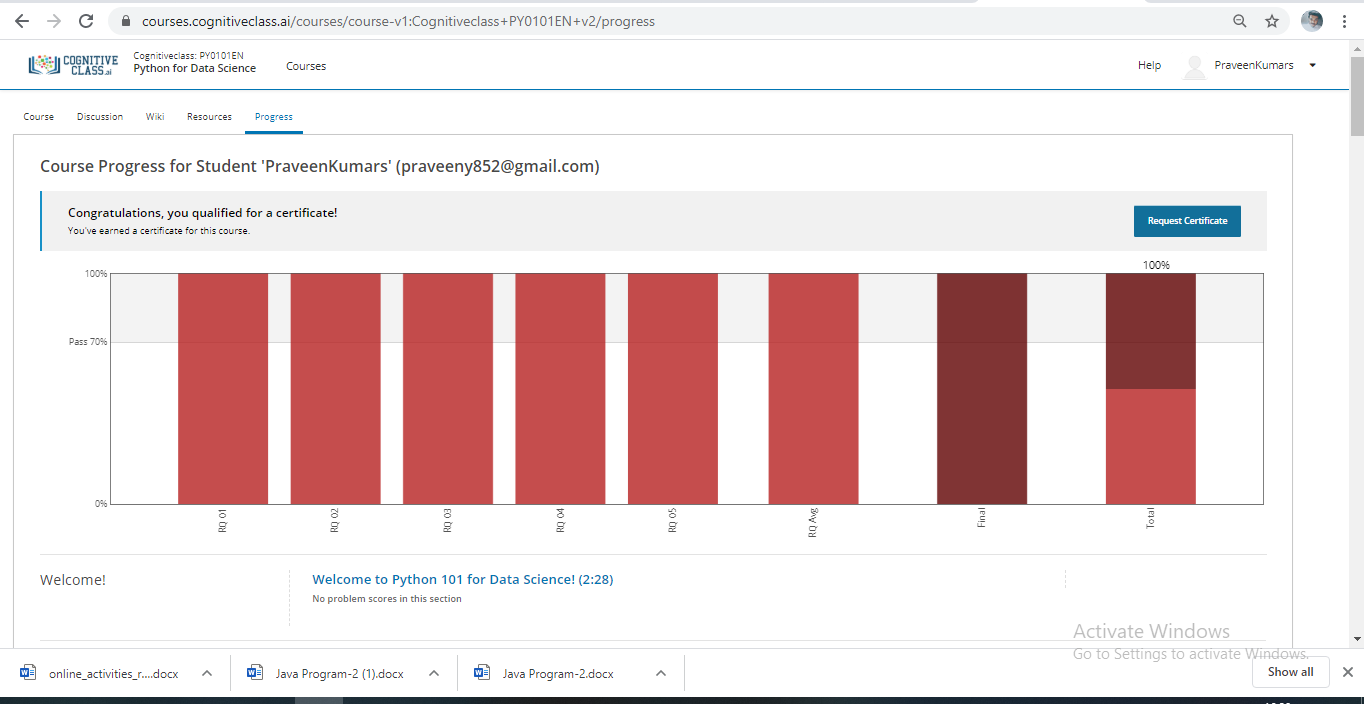 courses.cognitiveclass.ai/courses/course-v1:Cognitiveclass+PY0101EN+v2/progress
COGNITIVE
CLASS.ai
Cognitiveclass: PY0101EN
Python for Data Science
Courses
Help
PraveenKumars
Course
Discussion
Wiki
Resources
Progress
Course Progress for Student 'PraveenKumars' (praveeny852@gmail.com)
Congratulations, you qualified for a certificate!
You've earned a certificate for this course.
Request Certificate
100%
100%
Pass 70%
0%
RQ 01
RQ 02
RQ 03
RQ 04
RQ 05
RQ Avg
Final
Total
Welcome!
Welcome to Python 101 for Data Science! (2:28)
No problem scores in this section
Activate Windows
Go to Settings to activate Windows.
online_activities_r....docx
Java Program-2 (1).docx
Java Program-2.docx
Show all